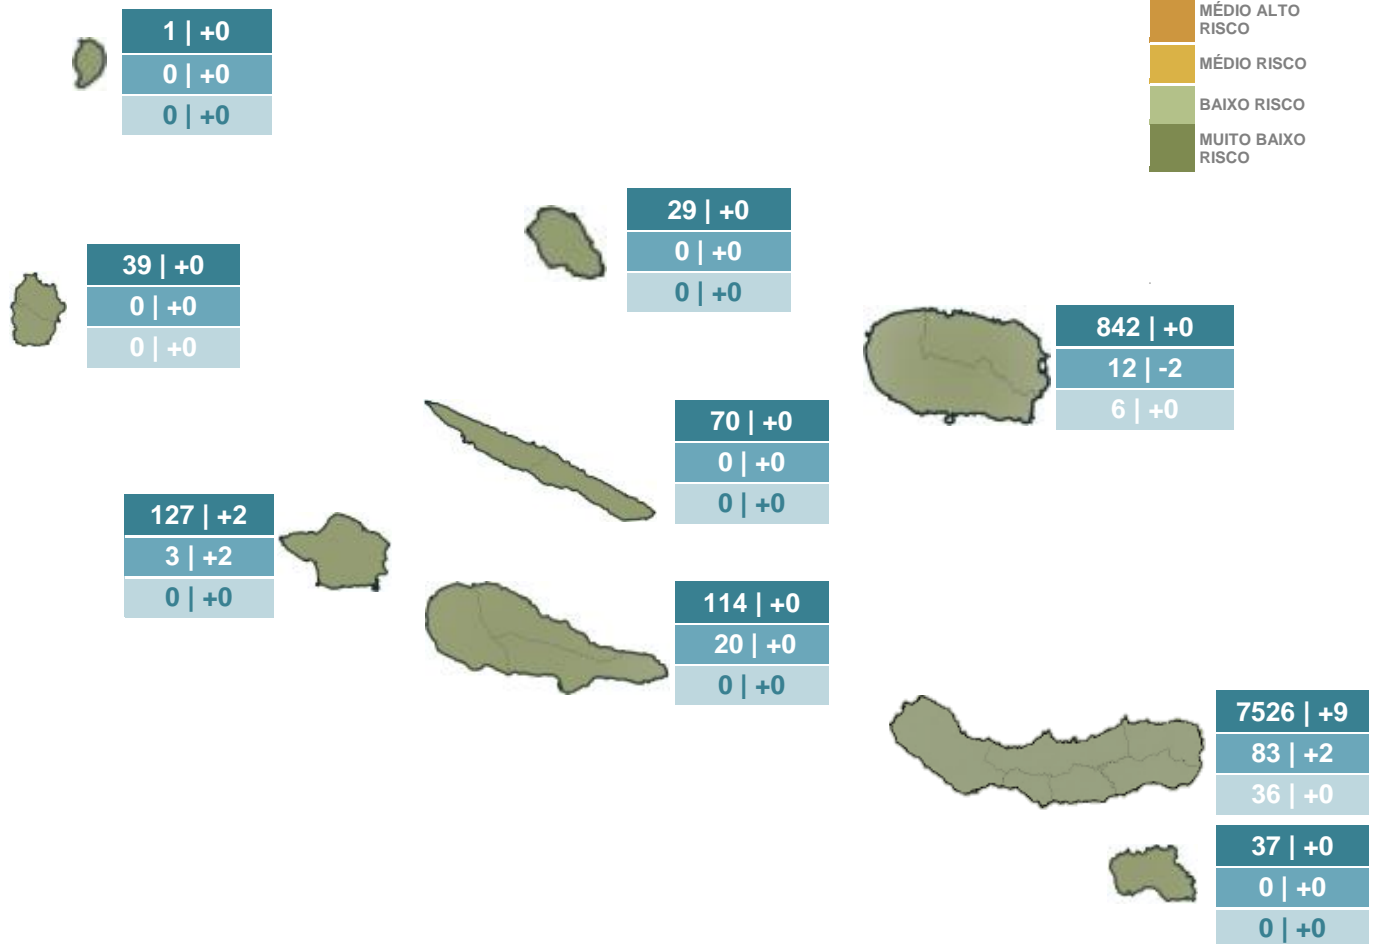 MÉDIO ALTO
RISCO
MÉDIO RISCO
BAIXO RISCO
MUITO BAIXO
RISCO
1 | +0
0 | +0
0 | +0
29 | +0
0 | +0
0 | +0
39 | +0
0 | +0
0 | +0
842 | +0
12 | -2
6 | +0
70 | +0
0 | +0
0 | +0
127 | +2
3 | +2
0 | +0
114 | +0
20 | +0
0 | +0
7526 | +9
83 | +2
36 | +0
37 | +0
0 | +0
0 | +0